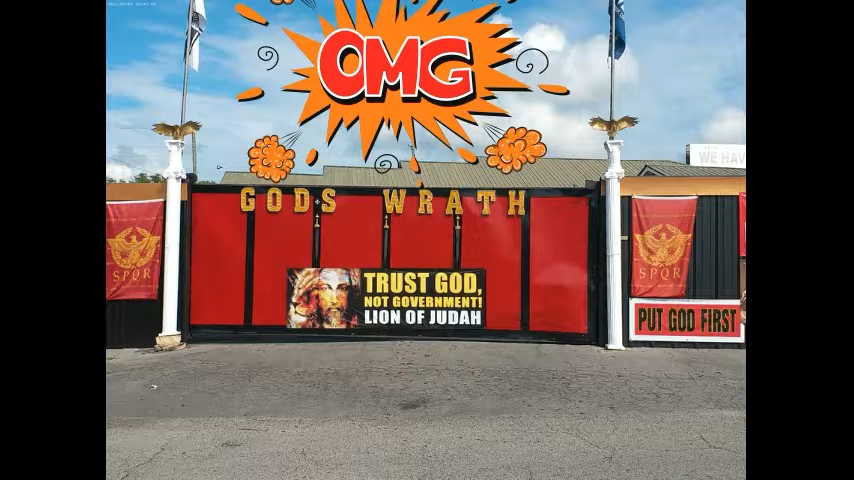 OMG
WE HAV
GODS WRATH
SPQR
SPQR
TRUST GOD,
NOT GOVERNMENT!
LION OF JUDAH
PUT GOD FIRST